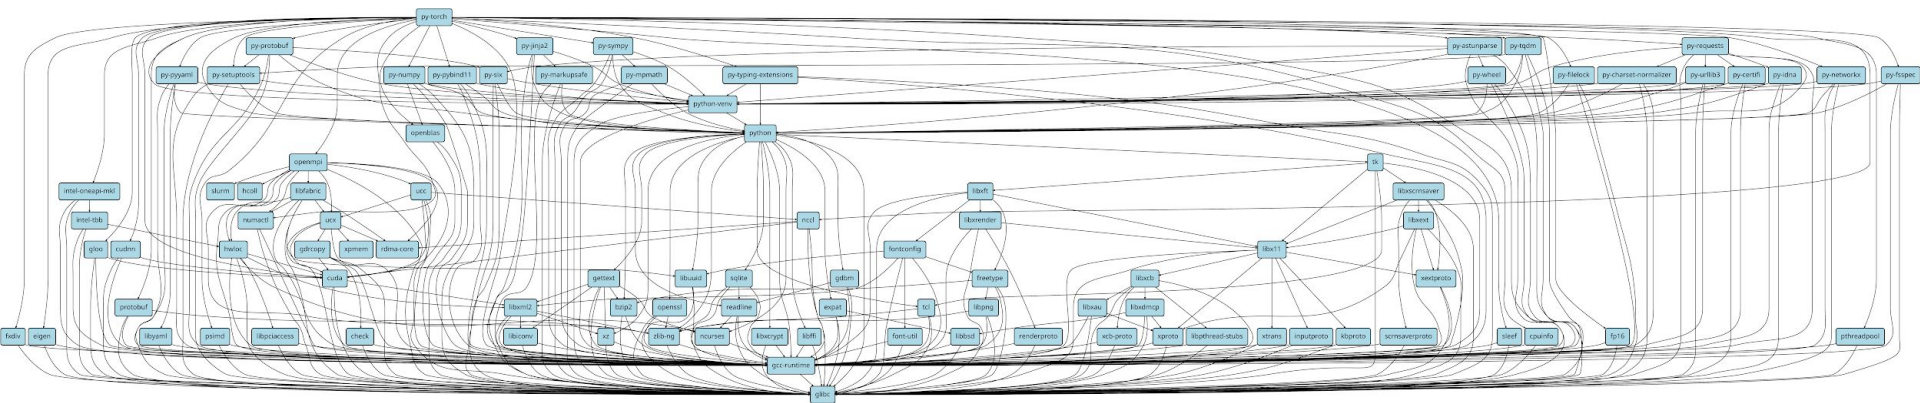 py-torch
py-protobuf py-jinja2 py-sympy py-astunparse py-tqdm py-requests
py-pyyaml py-setuptools py-numpy py-pybind11 py-six py-markupsafe py-mpmath py-typing-extensions py-wheel py-filelock py-charset-normalizer py-urllib3 py-certifi py-idna py-networkx py-fsspec
python-venv
openblas python
openmpi tk
intel-oneapi-mkl slurm hcoll libfabric ucc libxft libxscrnsaver
intel-tbb numactl ucx nccl libxrender libxext
gloo cudnn hwloc gdrcopy xpmem rdma-core fontconfig libx11
cuda gettext libuuid sqlite gdbm freetype libxcb xextproto
protobuf libxml2 bzip2 openssl readline expat tcl libpng libxau libxdmcp
fxdiv eigen libyaml psimd libpciaccess check libiconv xz zlib-ng ncurses libxcrypt libffi font-util libbsd renderproto xcb-proto xproto libpthread-stubs xtrans inputproto kbproto scrnsaverproto sleef cpuinfo fp16 pthreadpool
gcc-runtime
glibc